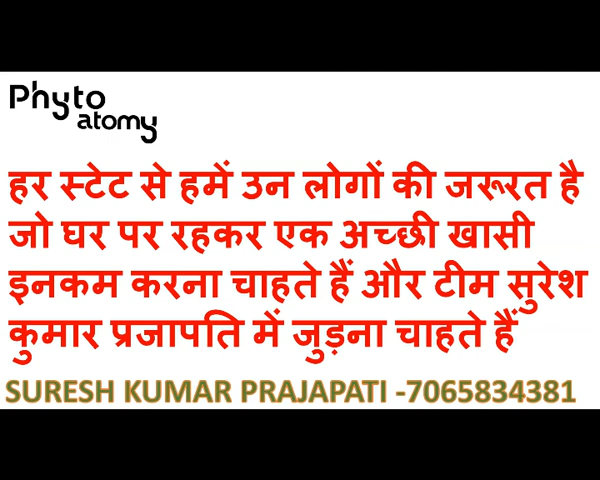 Phyto
atomy
हर स्टेट से हमें उन लोगों की जरूरत है
जो घर पर रहकर एक अच्छी खासी
इनकम करना चाहते हैं और टीम सुरेश
कुमार प्रजापति में जुड़ना चाहते हैं
SURESH KUMAR PRAJAPATI -7065834381